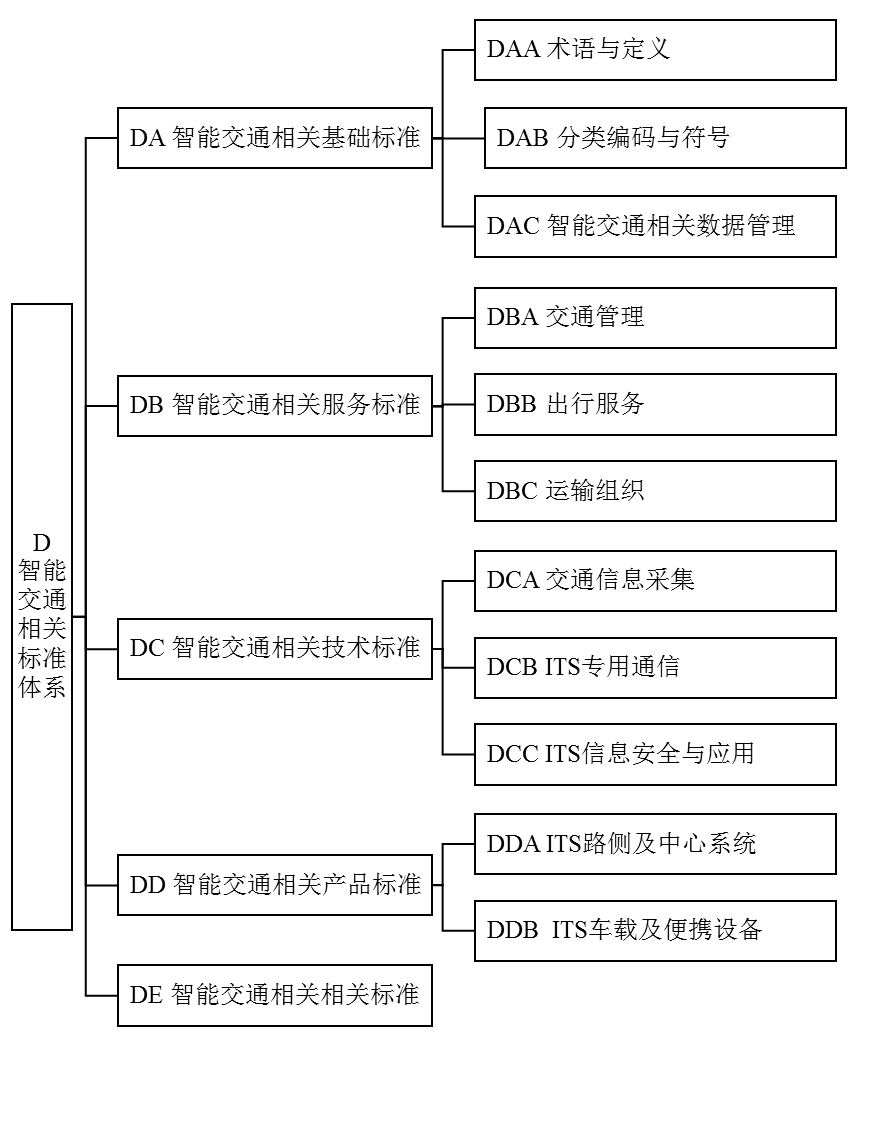 D
智能
交通
相关
标准
体系
DA 智能交通相关基础标准
DAA 术语与定义
DAB 分类编码与符号
DAC 智能交通相关数据管理
DB 智能交通相关服务标准
DBA 交通管理
DBB 出行服务
DBC 运输组织
DC 智能交通相关技术标准
DCA 交通信息采集
DCB ITS专用通信
DCC ITS信息安全与应用
DD 智能交通相关产品标准
DDA ITS路侧及中心系统
DDB ITS车载及便携设备
DE 智能交通相关相关标准